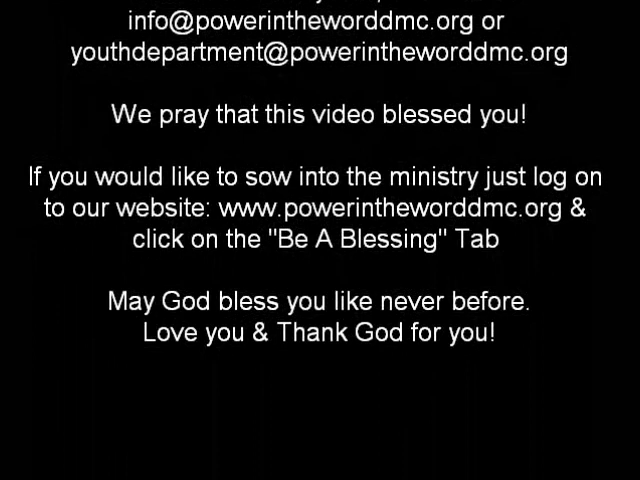 info@powerintheworddmc.org or
youthdepartment@powerintheworddmc.org
We pray that this video blessed you!
If you would like to sow into the ministry just log on
to our website: www.powerintheworddmc.org &
click on the "Be A Blessing" Tab
May God bless you like never before.
Love you & Thank God for you!